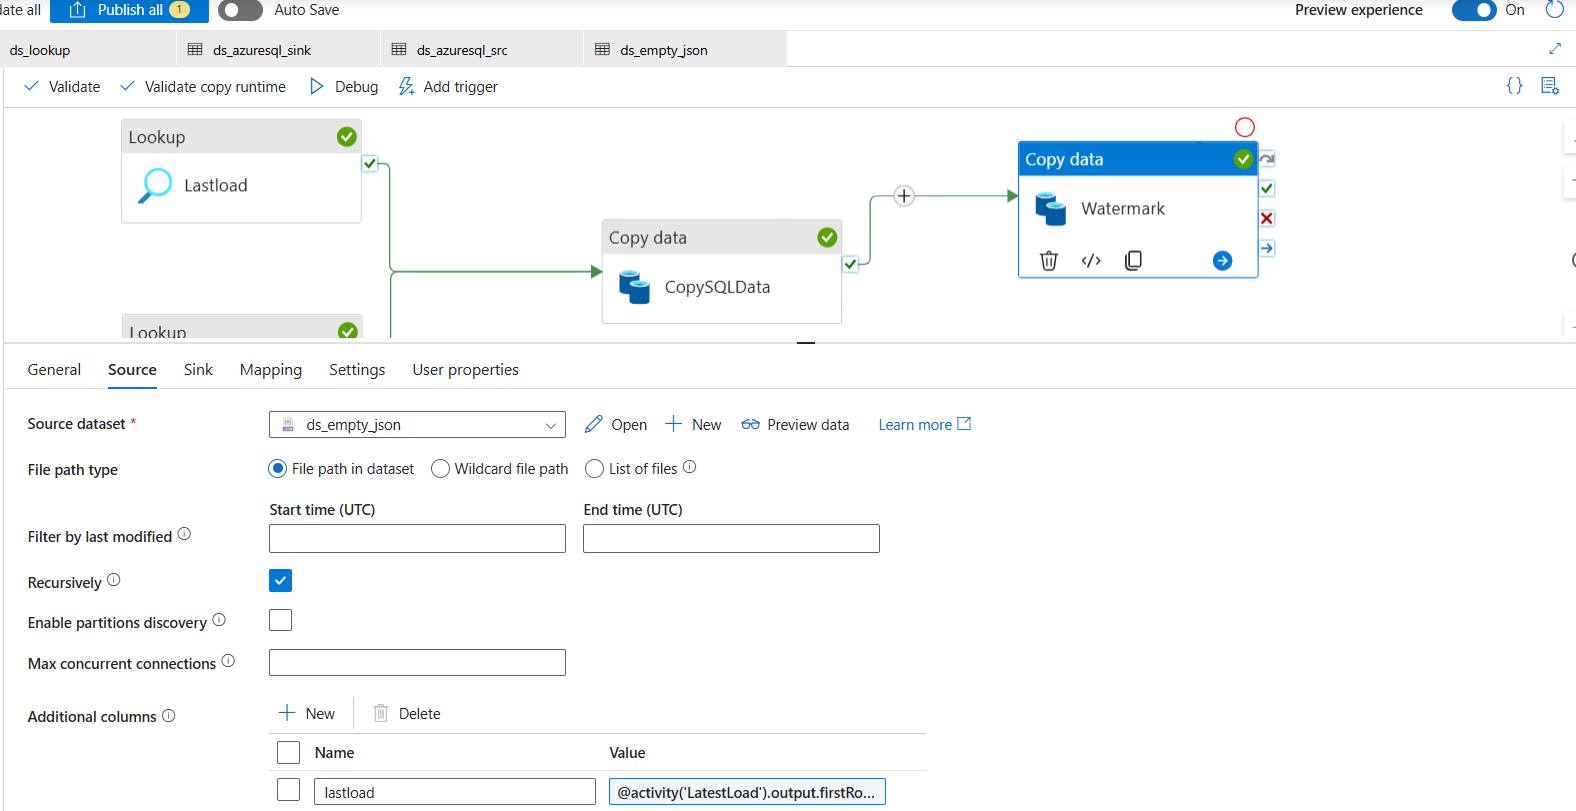 date all Publish all 1 Auto Save Preview experience On
ds_lookup ds_azuresql_sink ds_azuresql_src ds_empty_json
Validate Validate copy runtime Debug Add trigger {}
Lookup
Lastload
Copy data
CopySQLData
Copy data
Watermark
Lookup
General Source Sink Mapping Settings User properties
Source dataset * ds_empty_json Open New Preview data Learn more
File path type File path in dataset Wildcard file path List of files
Start time (UTC) End time (UTC)
Filter by last modified
Recursively
Enable partitions discovery
Max concurrent connections
Additional columns New Delete
Name Value
lastload @activity('LatestLoad').output.firstRo...